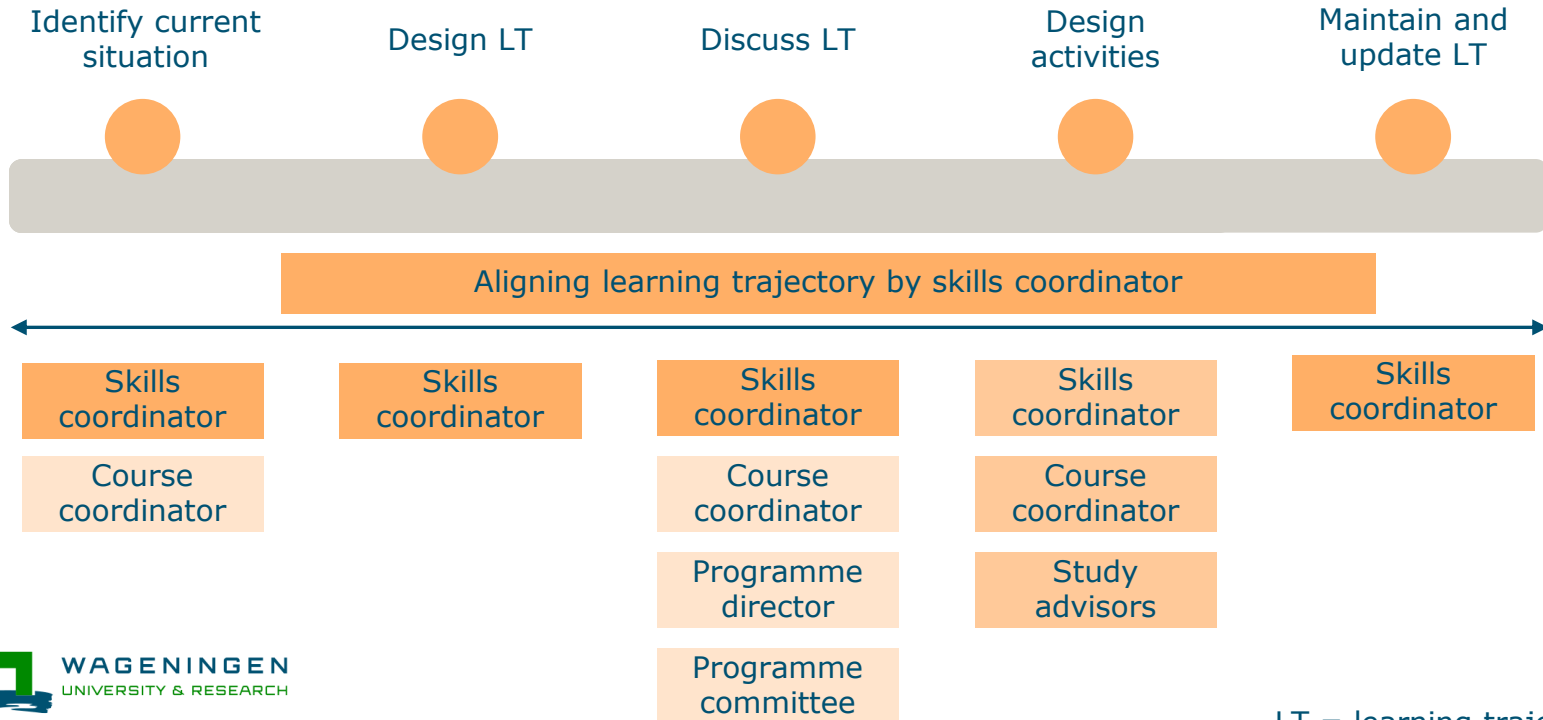 Identify current
situation
Design LT
Discuss LT
Design
activities
Maintain and
update LT
Aligning learning trajectory by skills coordinator
Skills
coordinator
Skills
coordinator
Skills
coordinator
Skills
coordinator
Skills
coordinator
Course
coordinator
Course
coordinator
Course
coordinator
Programme
director
Study
advisors
Programme
committee
WAGENINGEN
UNIVERSITY & RESEARCH
LT = learning